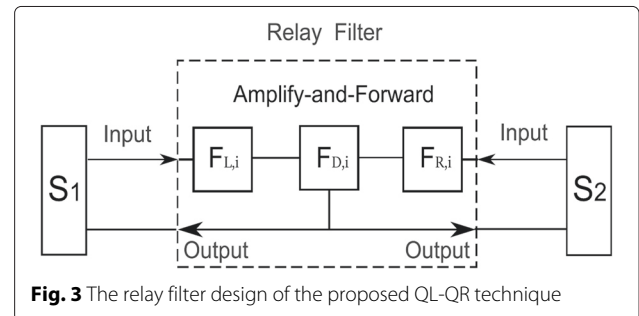 Relay Filter
Amplify-and-Forward
Input
Input
S1
F_{L,i}
F_{D,i}
F_{R,i}
S2
Output
Output
Fig. 3 The relay filter design of the proposed QL-QR technique